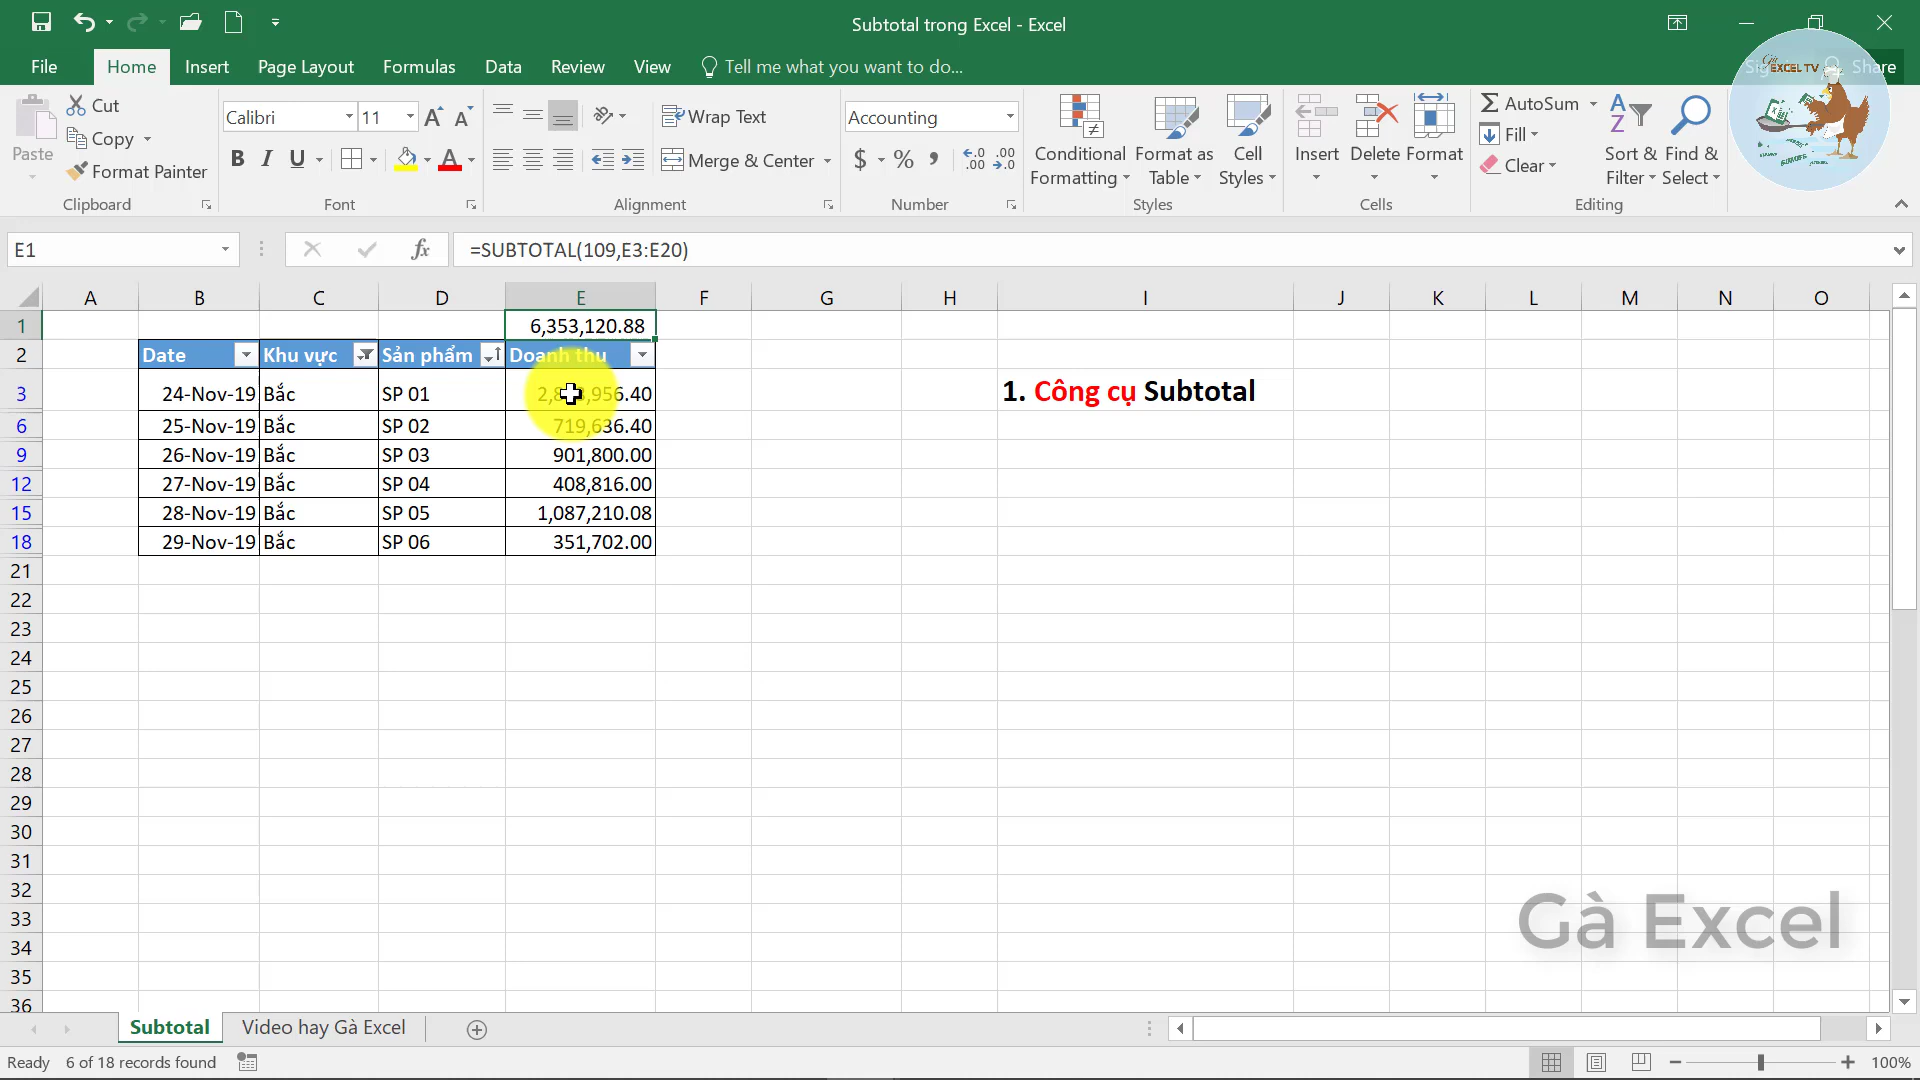 Subtotal trong Excel - Excel
File Home Insert Page Layout Formulas Data Review View Tell me what you want to do... Share
EXCEL TV
Paste
Cut
Copy
Format Painter
Clipboard
Calibri 11
B I U
Font
Wrap Text
Merge & Center
Alignment
Accounting
$ %
Number
Conditional Formatting
Format as Table
Cell Styles
Styles
Insert Delete Format
Cells
AutoSum
Fill
Clear
Sort & Filter
Find & Select
Editing
E1 fx =SUBTOTAL(109,E3:E20)
A B C D E F G H I J K L M N O
1 6,353,120.88
2 Date Khu vực Sản phẩm Doanh thu
3 24-Nov-19 Bắc SP 01
1. Công cụ Subtotal
6 25-Nov-19 Bắc SP 02 719,636.40
9 26-Nov-19 Bắc SP 03 901,800.00
12 27-Nov-19 Bắc SP 04 408,816.00
15 28-Nov-19 Bắc SP 05 1,087,210.08
18 29-Nov-19 Bắc SP 06 351,702.00
21
22
23
24
25
26
27
28
29
30
31
32
33
34
35
36
Gà Excel
Subtotal Video hay Gà Excel
Ready 6 of 18 records found 100%